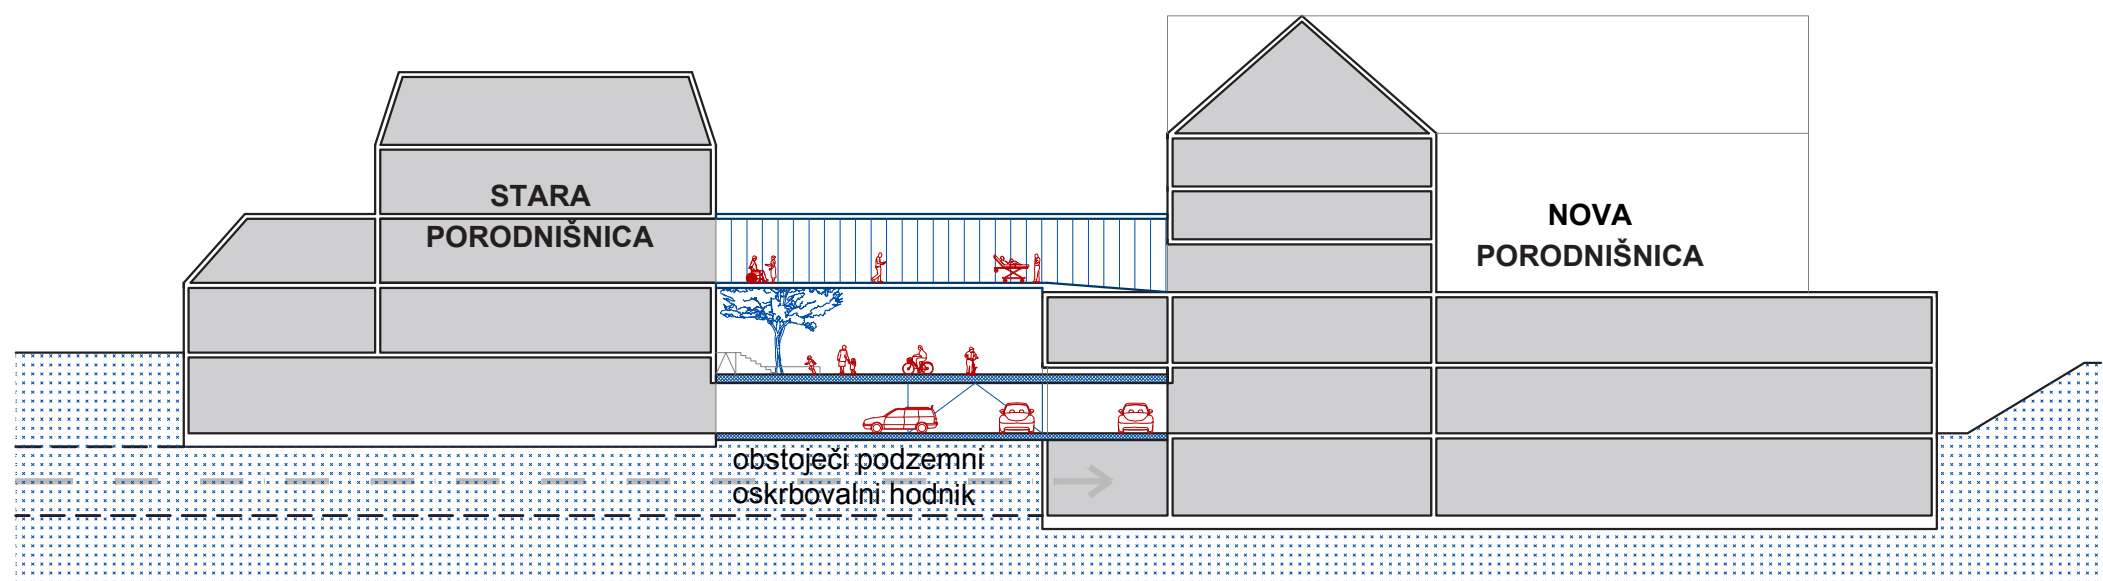 STARA
PORODNIŠNICA
NOVA
PORODNIŠNICA
obstoječi podzemni
oskrbovalni hodnik